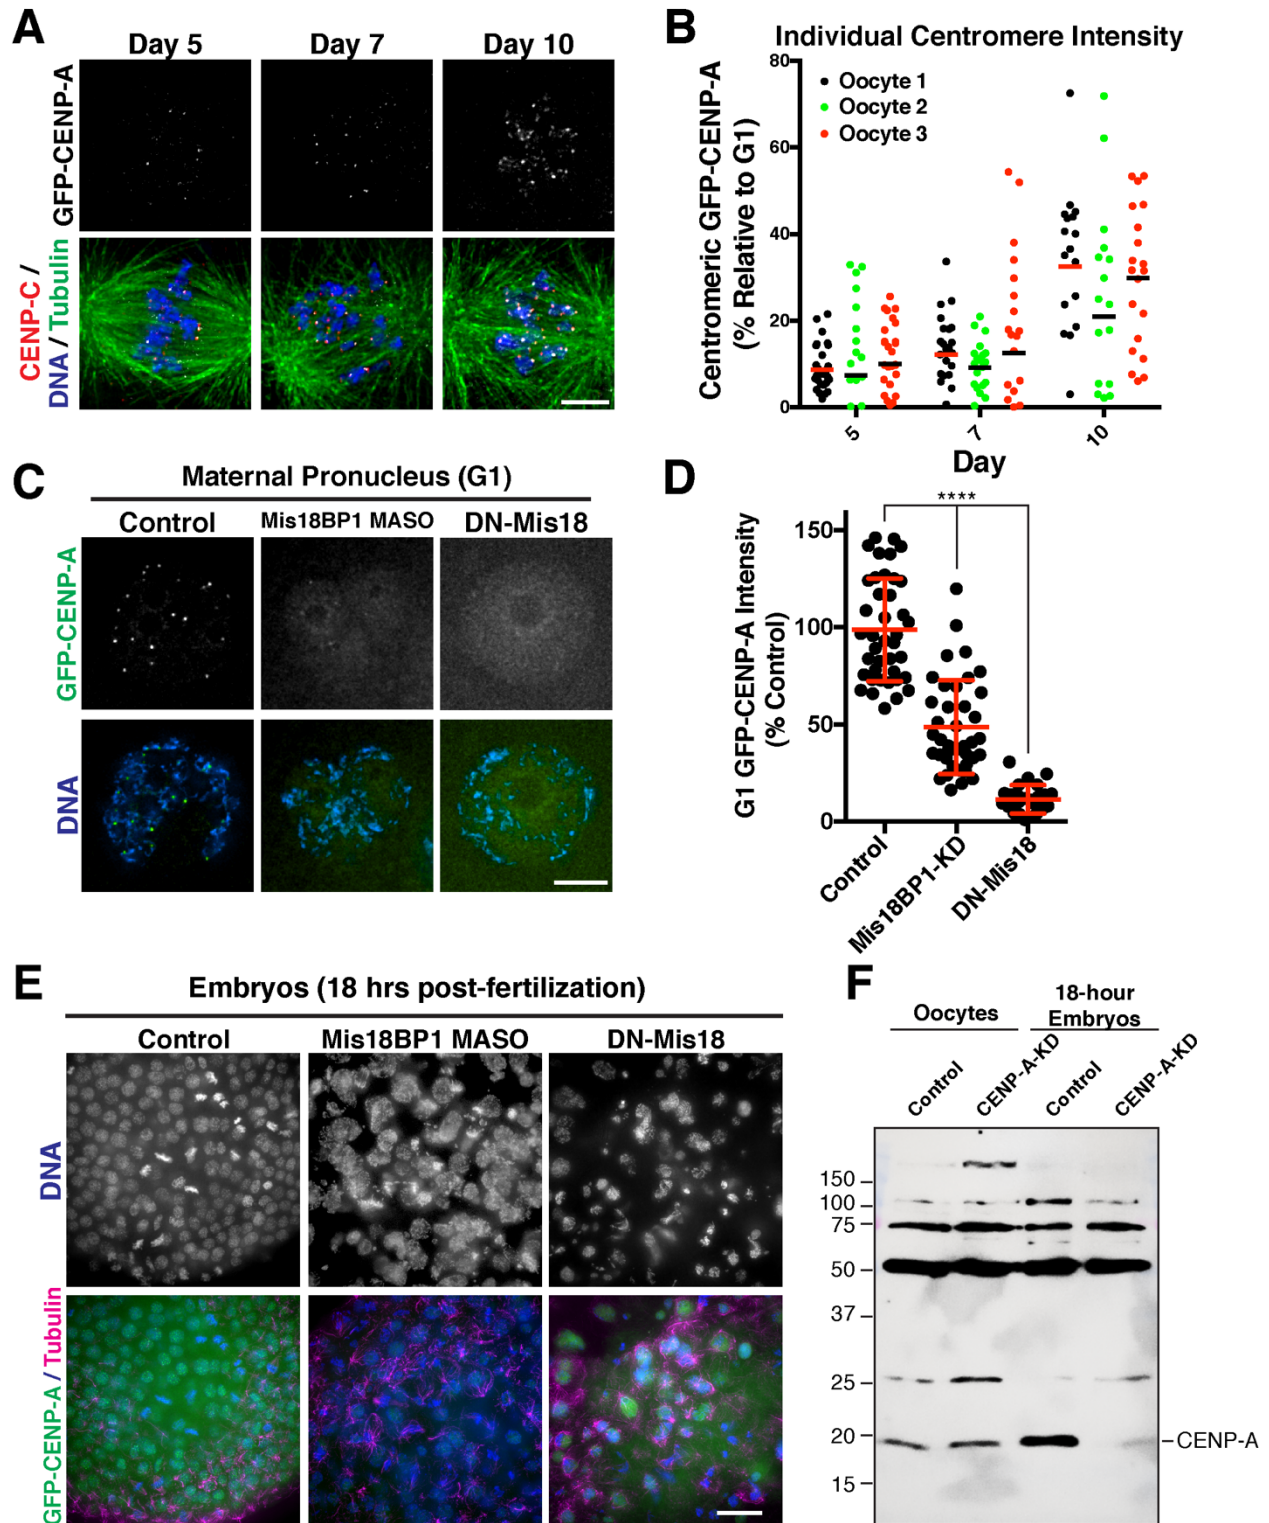 A
Day 5
Day 7
Day 10
GFP-CENP-A
CENP-C /
DNA / Tubulin
B
Individual Centromere Intensity
Centromeric GFP-CENP-A
(% Relative to G1)
80
60
40
20
0
Oocyte 1
Oocyte 2
Oocyte 3
5
7
10
Day
C
Maternal Pronucleus (G1)
Control
Mis18BP1 MASO
DN-Mis18
GFP-CENP-A
DNA
D
****
G1 GFP-CENP-A Intensity
(% Control)
150
100
50
0
Control
Mis18BP1-KD
DN-Mis18
E
Embryos (18 hrs post-fertilization)
Control
Mis18BP1 MASO
DN-Mis18
DNA
GFP-CENP-A / Tubulin
F
Oocytes
18-hour
Embryos
Control
CENP-A-KD
Control
CENP-A-KD
150
100
75
50
37
25
20
15
CENP-A